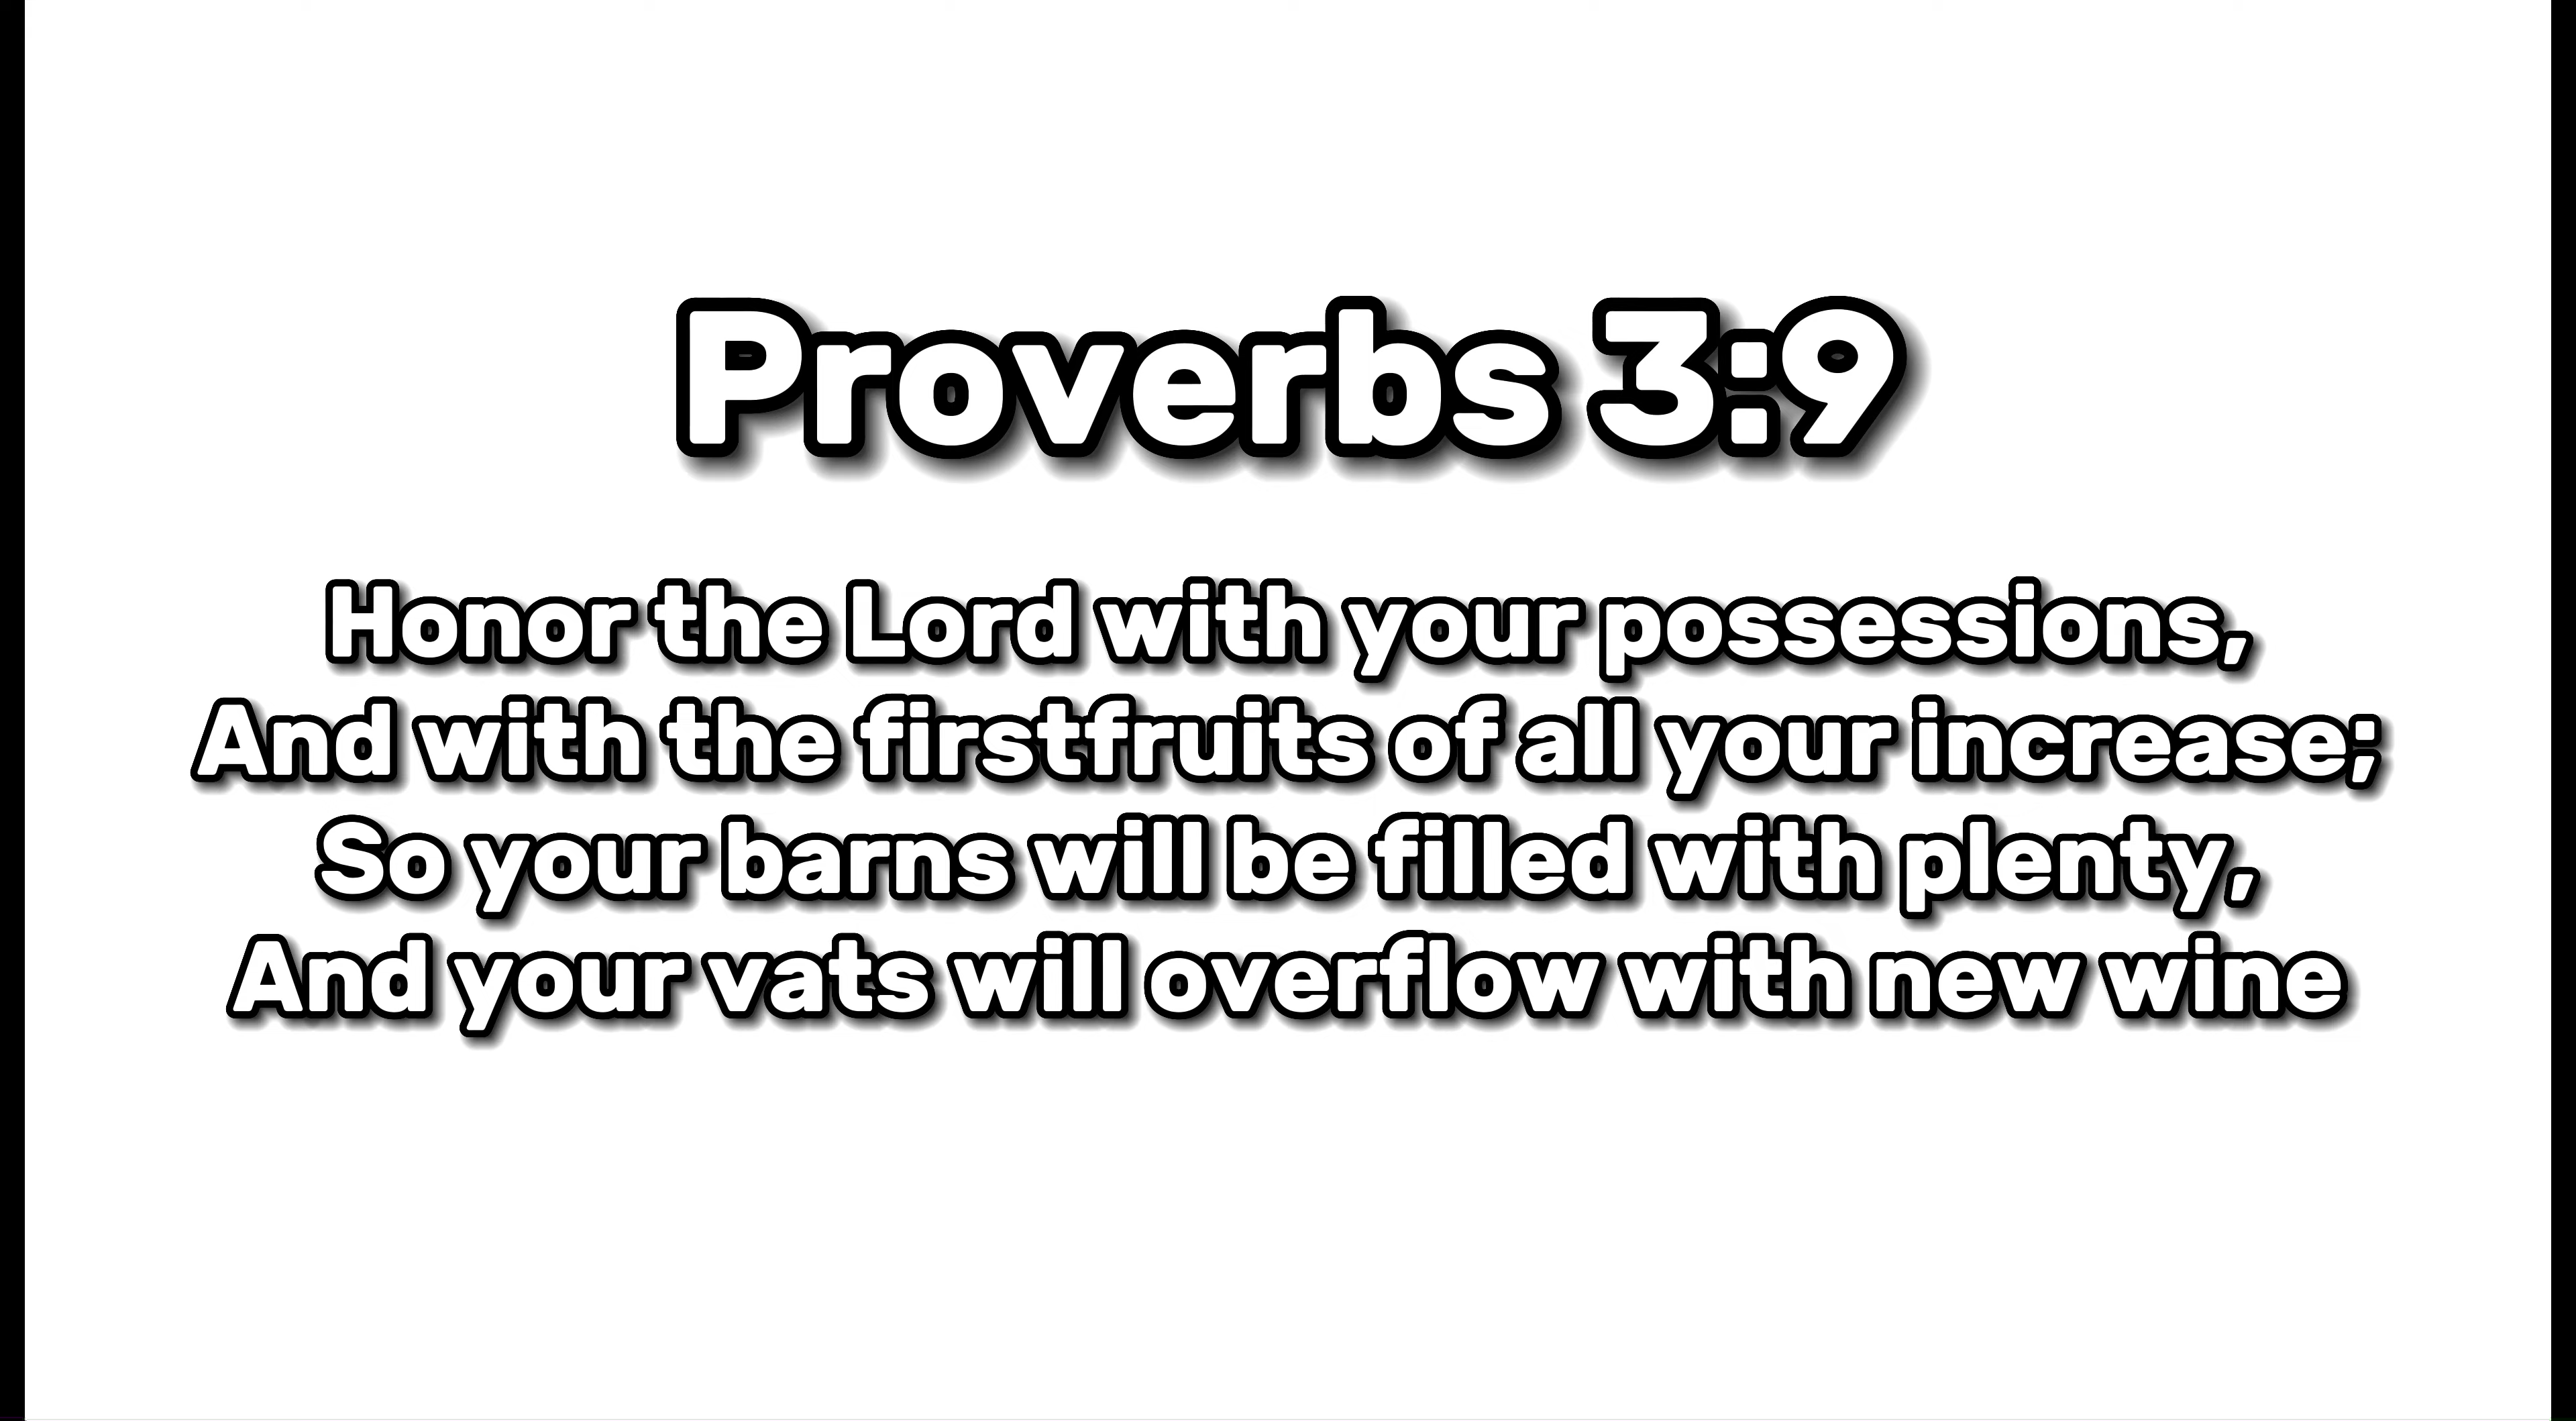 Proverbs 3:9
Honor the Lord with your possessions,
And with the firstfruits of all your increase;
So your barns will be filled with plenty,
And your vats will overflow with new wine